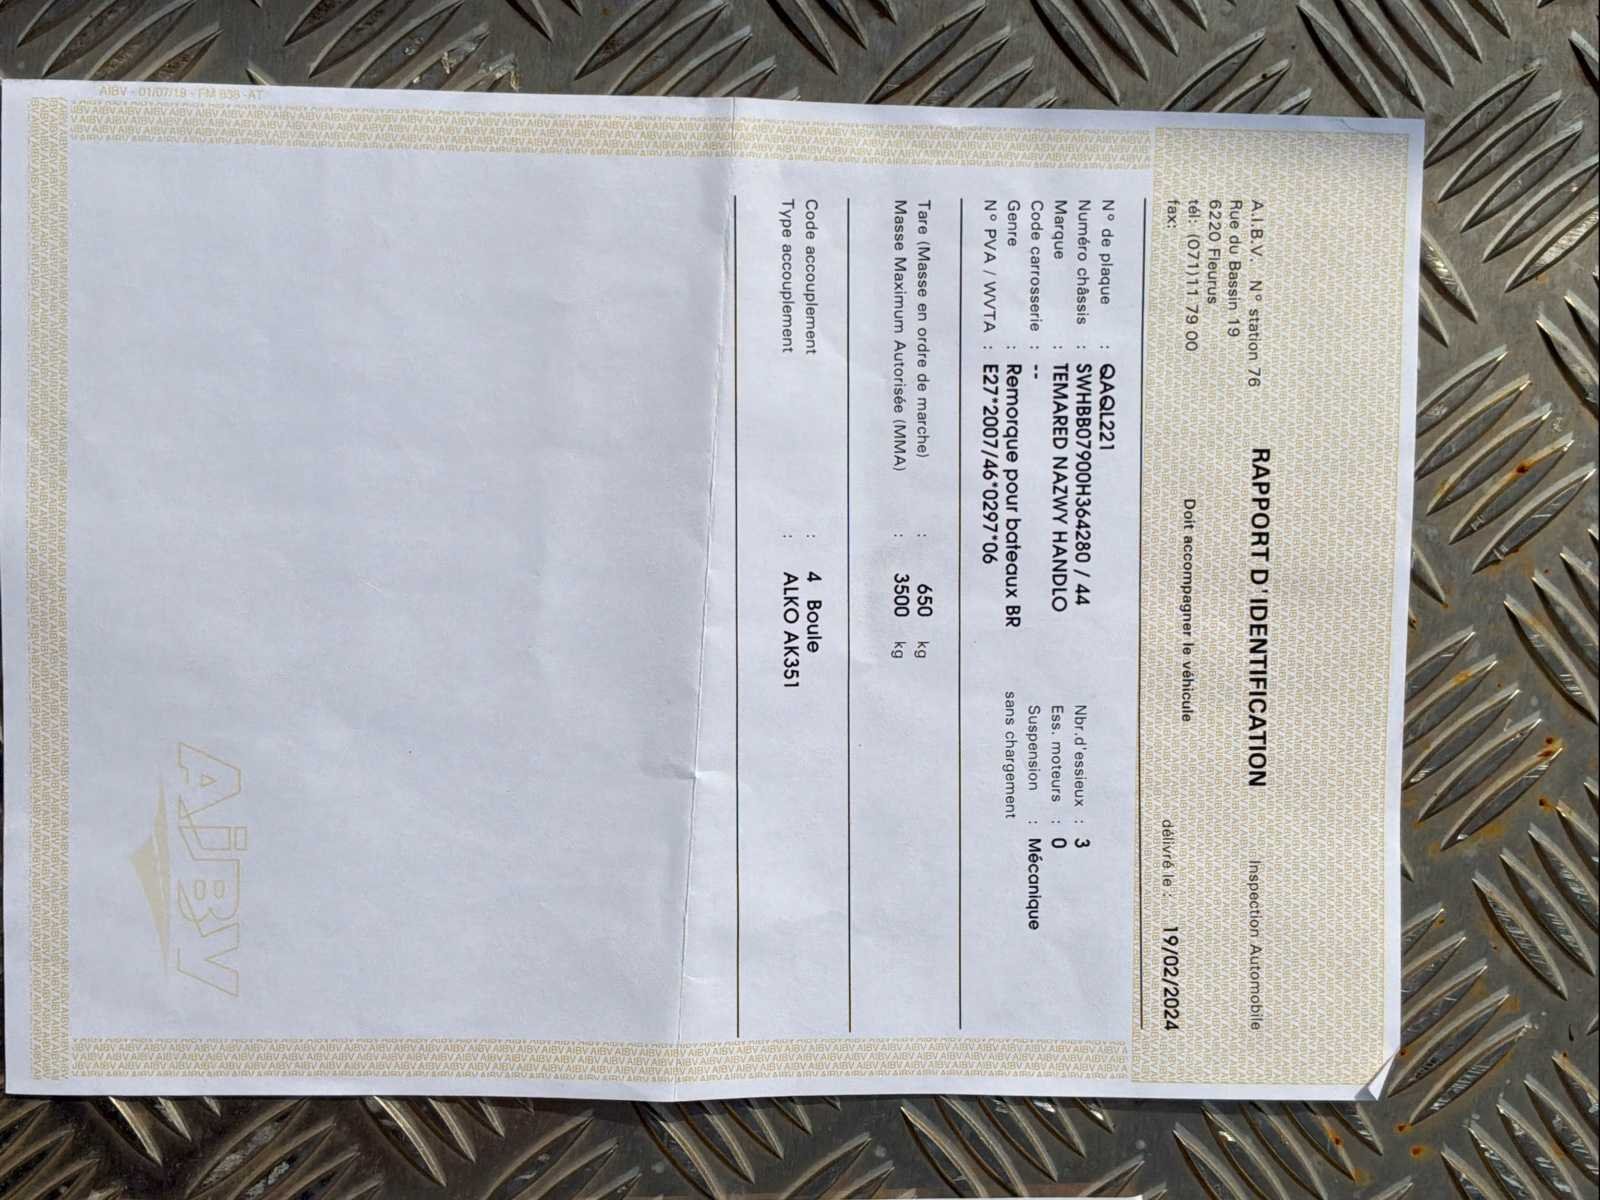 A.I.B.V. N° station 76
RAPPORT D'IDENTIFICATION
Inspection Automobile
Rue du Bassin 19
6220 Fleurus
tél: (071)11 79 00
Doit accompagner le véhicule
fax:
délivré le : 19/02/2024
N° de plaque : QAQL221
Numéro châssis : SWHBB07900H364280 / 44
Nbr.d'essieux : 3
Marque : TEMARED NAZWY HANDLO
Ess. moteurs : 0
Code carrosserie : --
Suspension : Mécanique
Genre : Remorque pour bateaux BR
sans chargement
N° PVA / WVTA : E27*2007/46*0297*06
Tare (Masse en ordre de marche) : 650 kg
Masse Maximum Autorisée (MMA) : 3500 kg
Code accouplement : 4 Boule
Type accouplement : ALKO AK351
AIBV
AIBV - 01/07/19 - FM 838 -AT